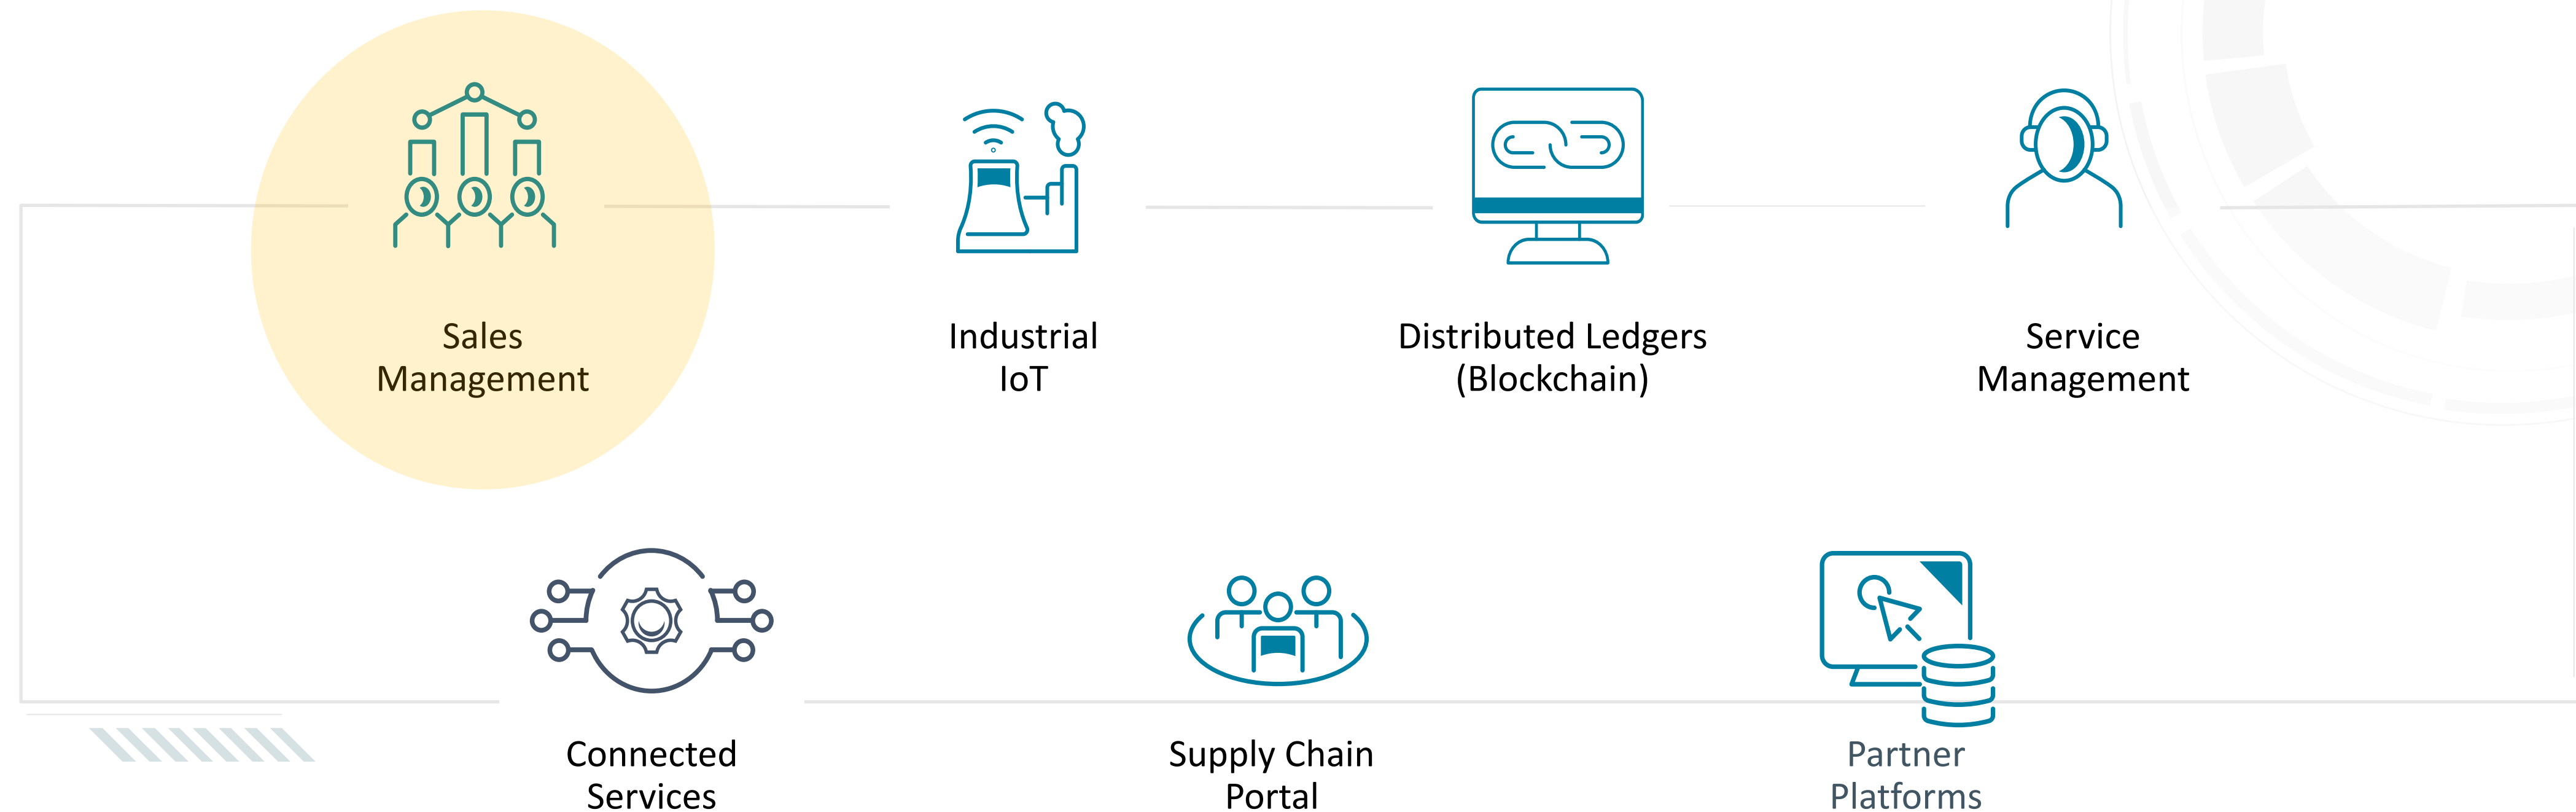 Sales
Management
Industrial
IoT
Distributed Ledgers
(Blockchain)
Service
Management
Connected
Services
Supply Chain
Portal
Partner
Platforms